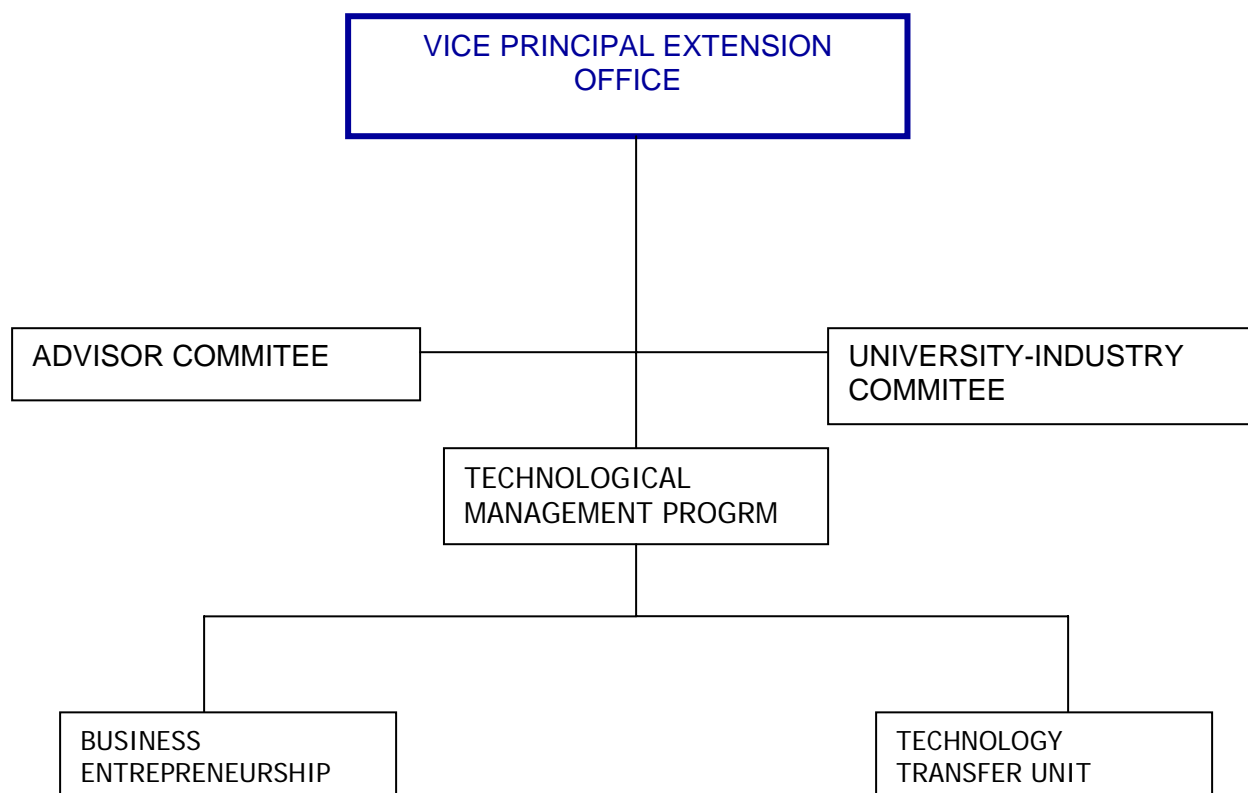 VICE PRINCIPAL EXTENSION
OFFICE
ADVISOR COMMITEE
UNIVERSITY-INDUSTRY
COMMITEE
TECHNOLOGICAL
MANAGEMENT PROGRM
BUSINESS
ENTREPRENEURSHIP
TECHNOLOGY
TRANSFER UNIT